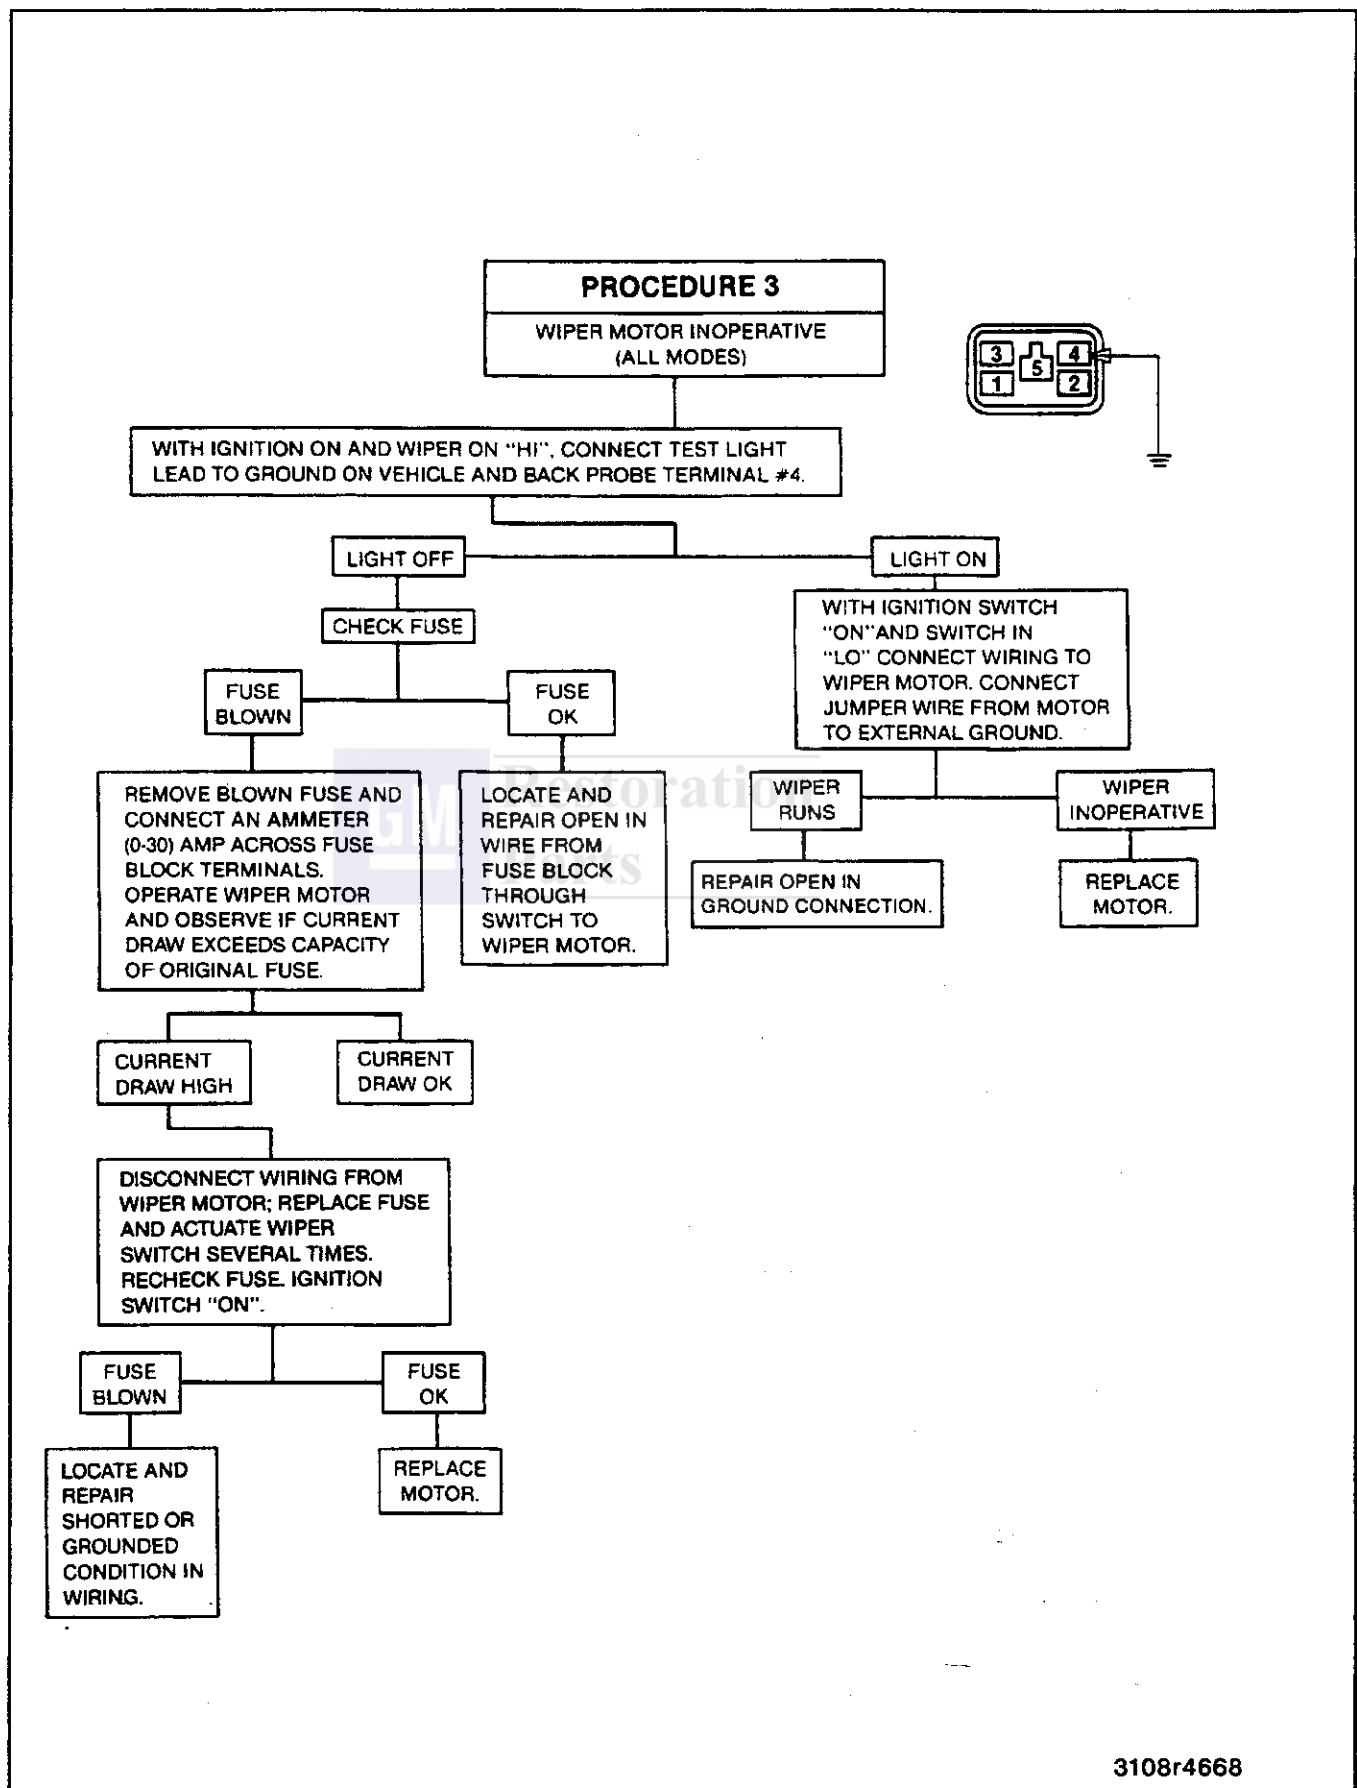 PROCEDURE 3
WIPER MOTOR INOPERATIVE
(ALL MODES)
3
4
5
1
2
WITH IGNITION ON AND WIPER ON "HI", CONNECT TEST LIGHT
LEAD TO GROUND ON VEHICLE AND BACK PROBE TERMINAL #4.
LIGHT OFF
LIGHT ON
CHECK FUSE
WITH IGNITION SWITCH
"ON"AND SWITCH IN
"LO" CONNECT WIRING TO
WIPER MOTOR. CONNECT
JUMPER WIRE FROM MOTOR
TO EXTERNAL GROUND.
FUSE
BLOWN
FUSE
OK
REMOVE BLOWN FUSE AND
CONNECT AN AMMETER
(0-30) AMP ACROSS FUSE
BLOCK TERMINALS.
OPERATE WIPER MOTOR
AND OBSERVE IF CURRENT
DRAW EXCEEDS CAPACITY
OF ORIGINAL FUSE.
LOCATE AND
REPAIR OPEN IN
WIRE FROM
FUSE BLOCK
THROUGH
SWITCH TO
WIPER MOTOR.
GM
Restoration
Parts
WIPER
RUNS
WIPER
INOPERATIVE
REPAIR OPEN IN
GROUND CONNECTION.
REPLACE
MOTOR.
CURRENT
DRAW HIGH
CURRENT
DRAW OK
DISCONNECT WIRING FROM
WIPER MOTOR; REPLACE FUSE
AND ACTUATE WIPER
SWITCH SEVERAL TIMES.
RECHECK FUSE. IGNITION
SWITCH "ON".
FUSE
BLOWN
FUSE
OK
LOCATE AND
REPAIR
SHORTED OR
GROUNDED
CONDITION IN
WIRING.
REPLACE
MOTOR.
3108r4668